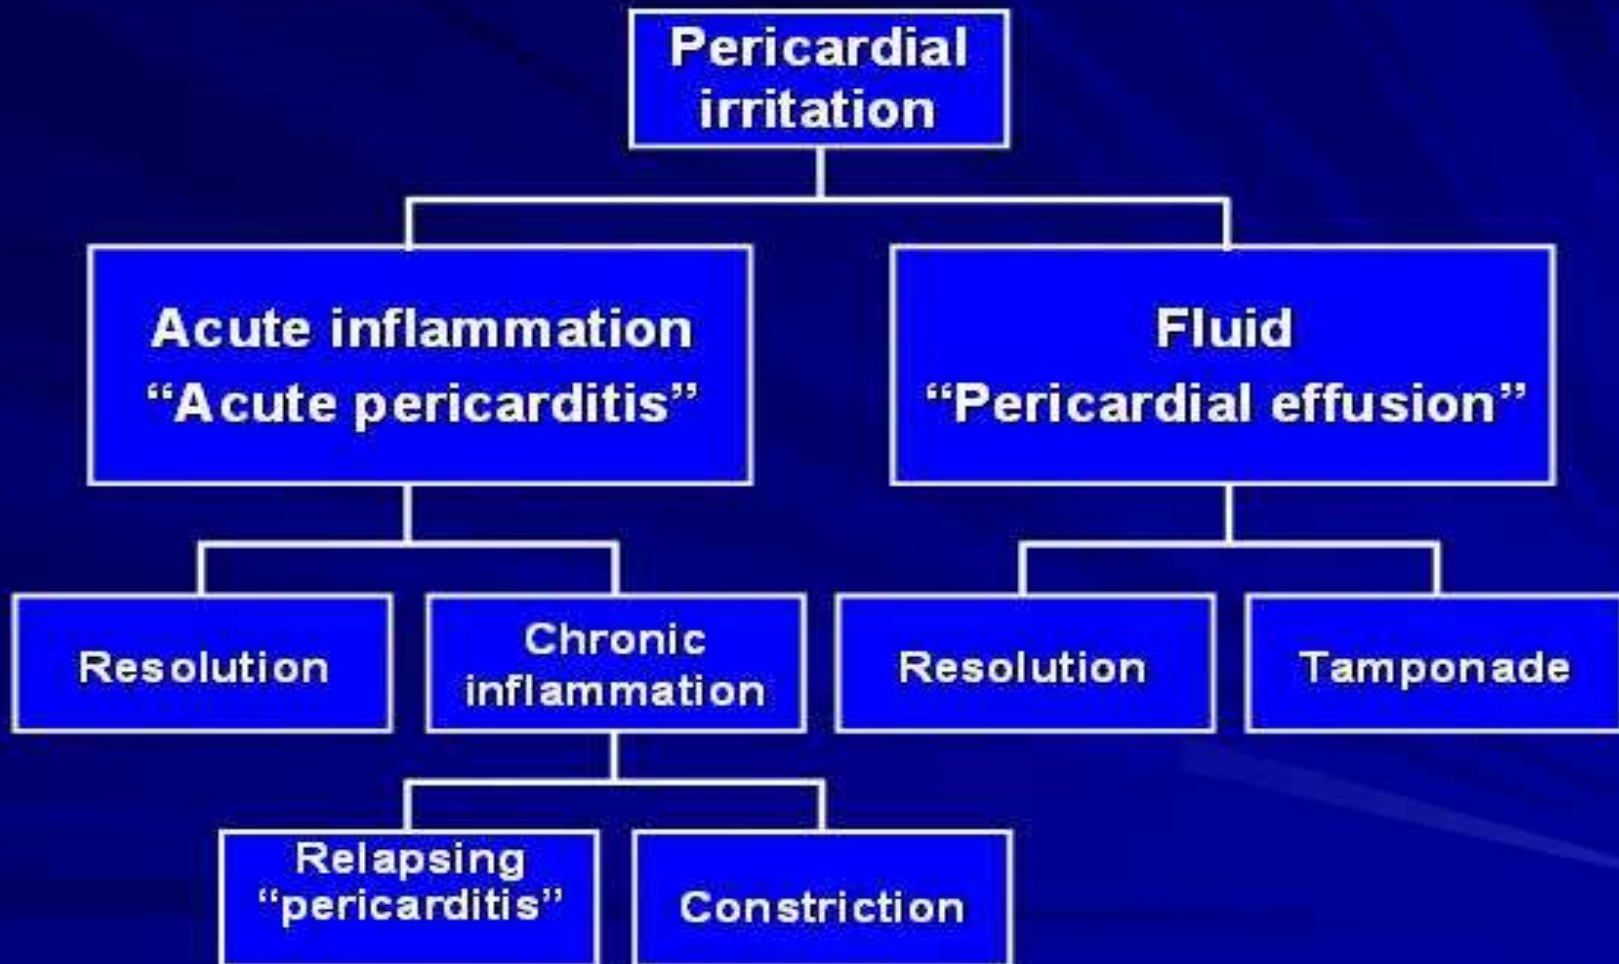 Pericardial
irritation
Acute inflammation
“Acute pericarditis”
Fluid
“Pericardial effusion”
Resolution
Chronic
inflammation
Resolution
Tamponade
Relapsing
“pericarditis”
Constriction